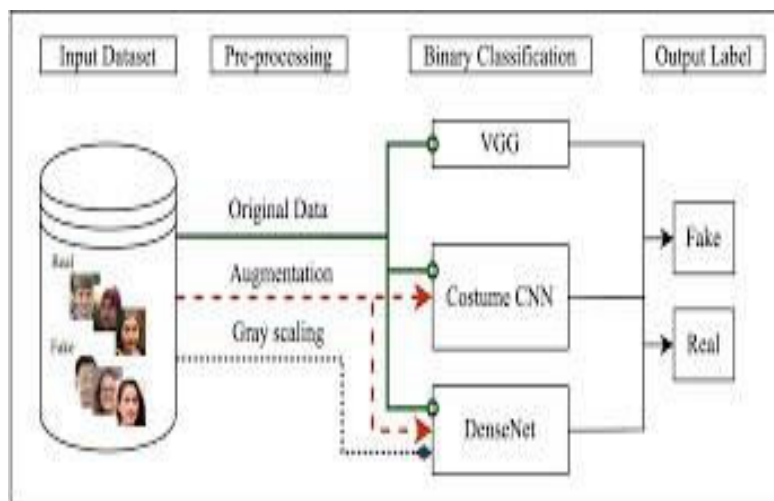 Input Dataset
Pre-processing
Binary Classification
Output Label
VGG
Original Data
Real
Fake
Augmentation
Costume CNN
Gray scaling
Fake
Real
DenseNet